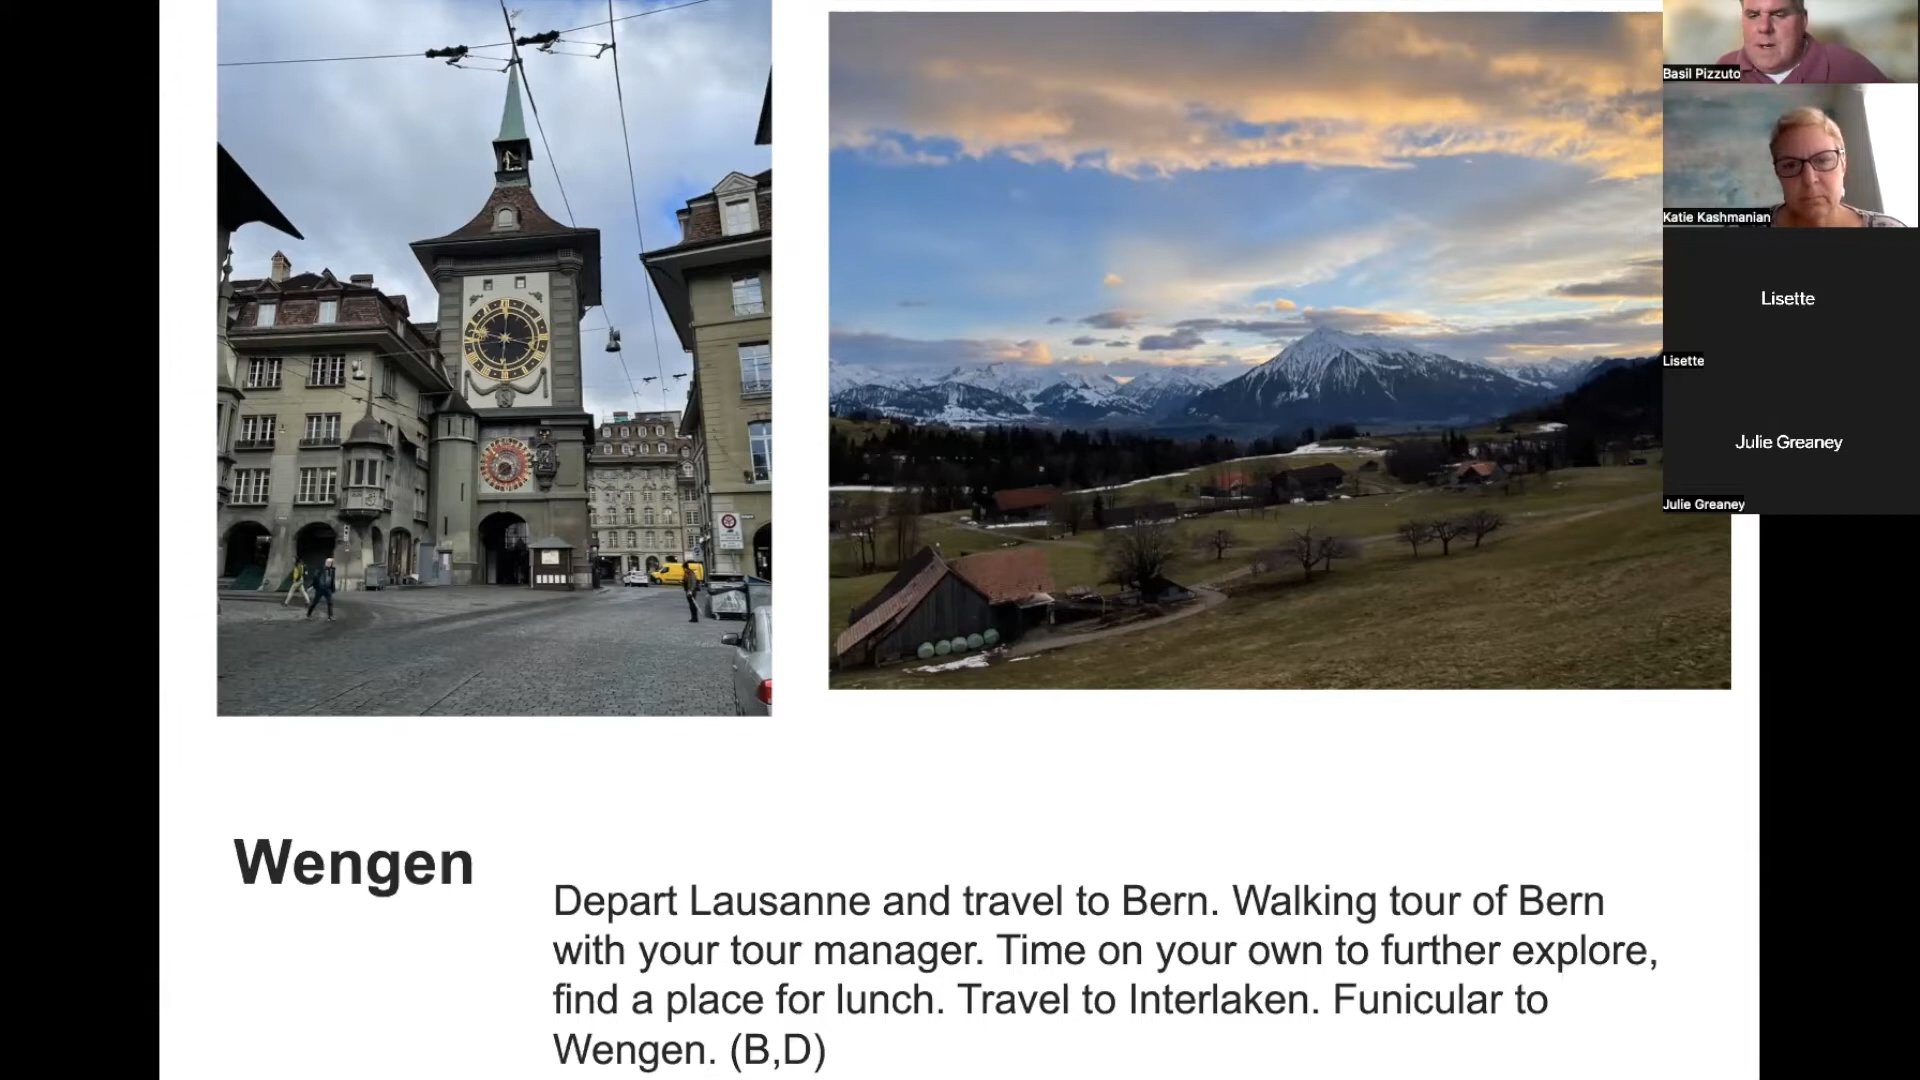 Basil Pizzuto
Katie Kashmanian
Lisette
Lisette
Julie Greaney
Julie Greaney
Wengen
Depart Lausanne and travel to Bern. Walking tour of Bern
with your tour manager. Time on your own to further explore,
find a place for lunch. Travel to Interlaken. Funicular to
Wengen. (B,D)